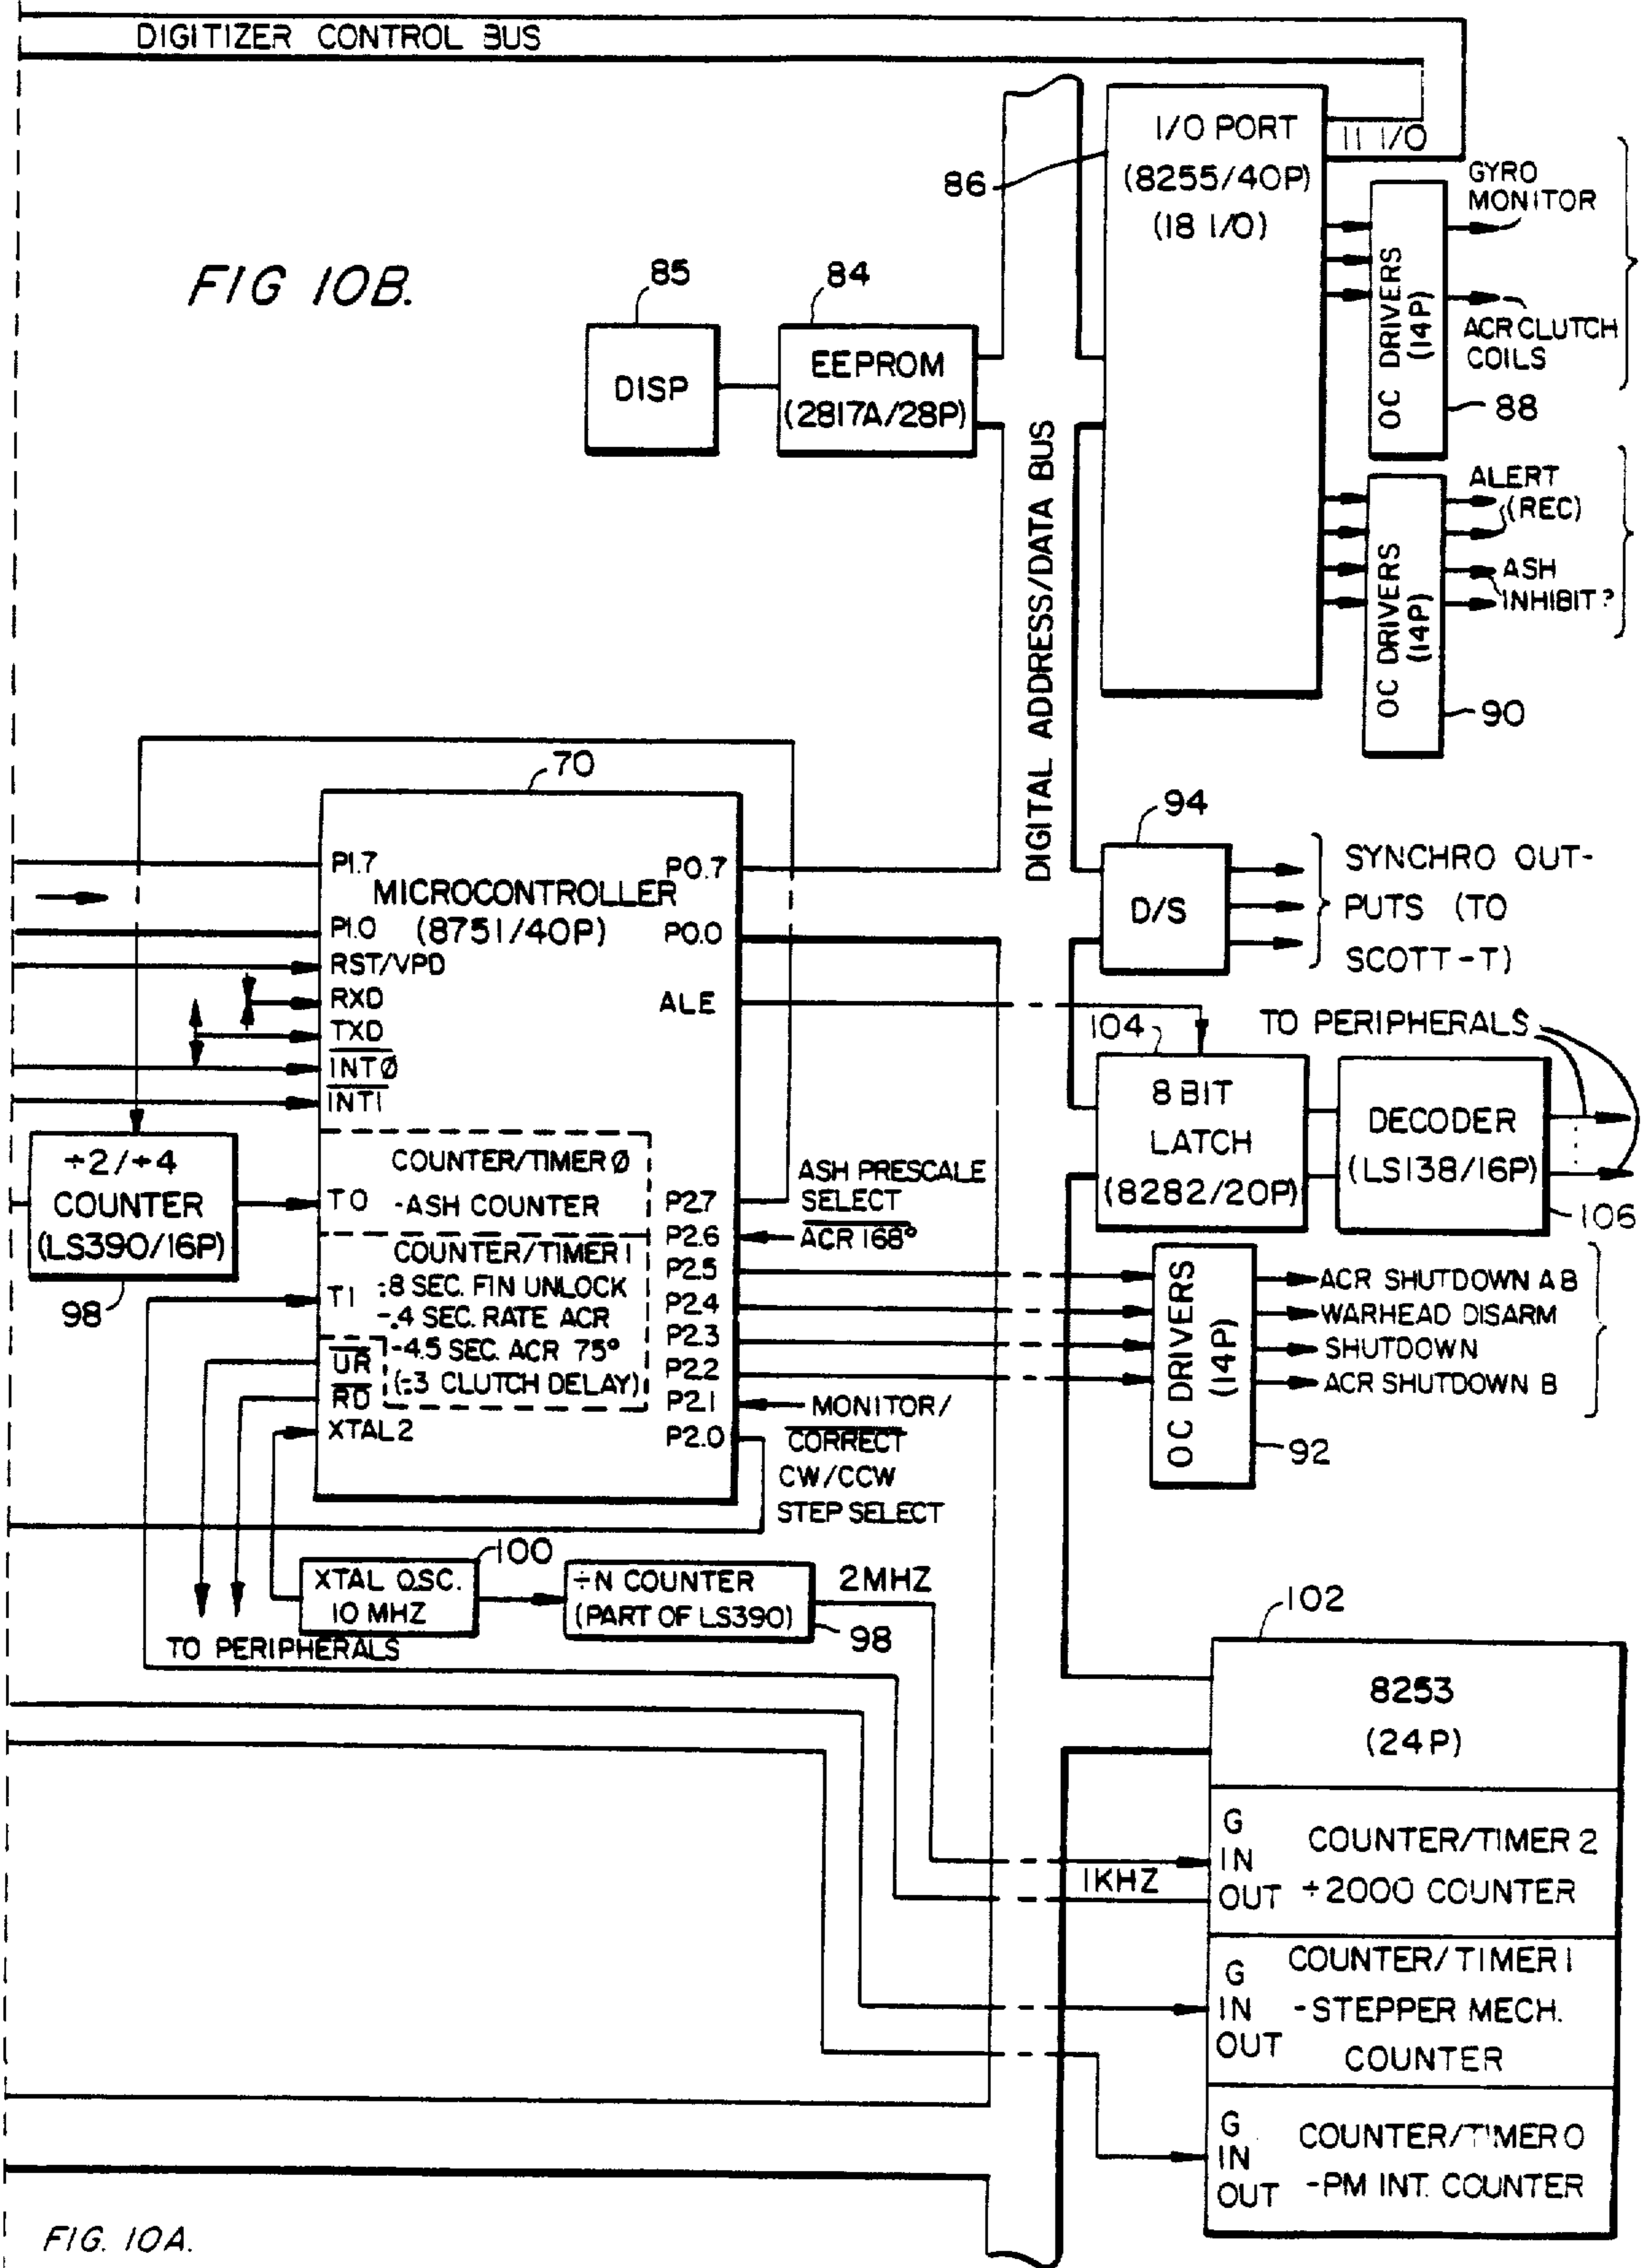 DIGITIZER CONTROL BUS
FIG 10B.
I/O PORT
(8255/40P)
(18 I/O)
86
11 I/O
GYRO
MONITOR
OC DRIVERS
(14P)
ACR CLUTCH
COILS
88
85
DISP
84
EEPROM
(2817A/28P)
DIGITAL ADDRESS/DATA BUS
ALERT
(REC)
ASH
INHIBIT?
OC DRIVERS
(14P)
90
70
P1.7
P0.7
MICROCONTROLLER
(8751/40P)
P1.0
P0.0
RST/VPD
RXD
ALE
TXD
INTØ
INT1
94
D/S
SYNCHRO OUT-
PUTS (TO
SCOTT-T)
104
TO PERIPHERALS
8 BIT
LATCH
(8282/20P)
DECODER
(LS138/16P)
106
÷2/÷4
COUNTER
(LS390/16P)
98
COUNTER/TIMER Ø
T0 -ASH COUNTER
P2.7
ASH PRESCALE
SELECT
P2.6
ACR 168°
COUNTER/TIMER 1
P2.5
T1
:8 SEC. FIN UNLOCK
P2.4
-.4 SEC. RATE ACR
P2.3
UR
-4.5 SEC. ACR 75°
P2.2
RD
(:3 CLUTCH DELAY)
P2.1
MONITOR/
CORRECT
XTAL2
P2.0
CW/CCW
STEP SELECT
OC DRIVERS
(14P)
92
ACR SHUTDOWN AB
WARHEAD DISARM
SHUTDOWN
ACR SHUTDOWN B
XTAL OSC.
10 MHZ
100
÷N COUNTER
(PART OF LS390)
98
2MHZ
TO PERIPHERALS
102
8253
(24P)
1KHZ
G
IN
OUT
COUNTER/TIMER 2
÷2000 COUNTER
G
IN
OUT
COUNTER/TIMER 1
-STEPPER MECH.
COUNTER
G
IN
OUT
COUNTER/TIMER 0
-PM INT. COUNTER
FIG. 10A.